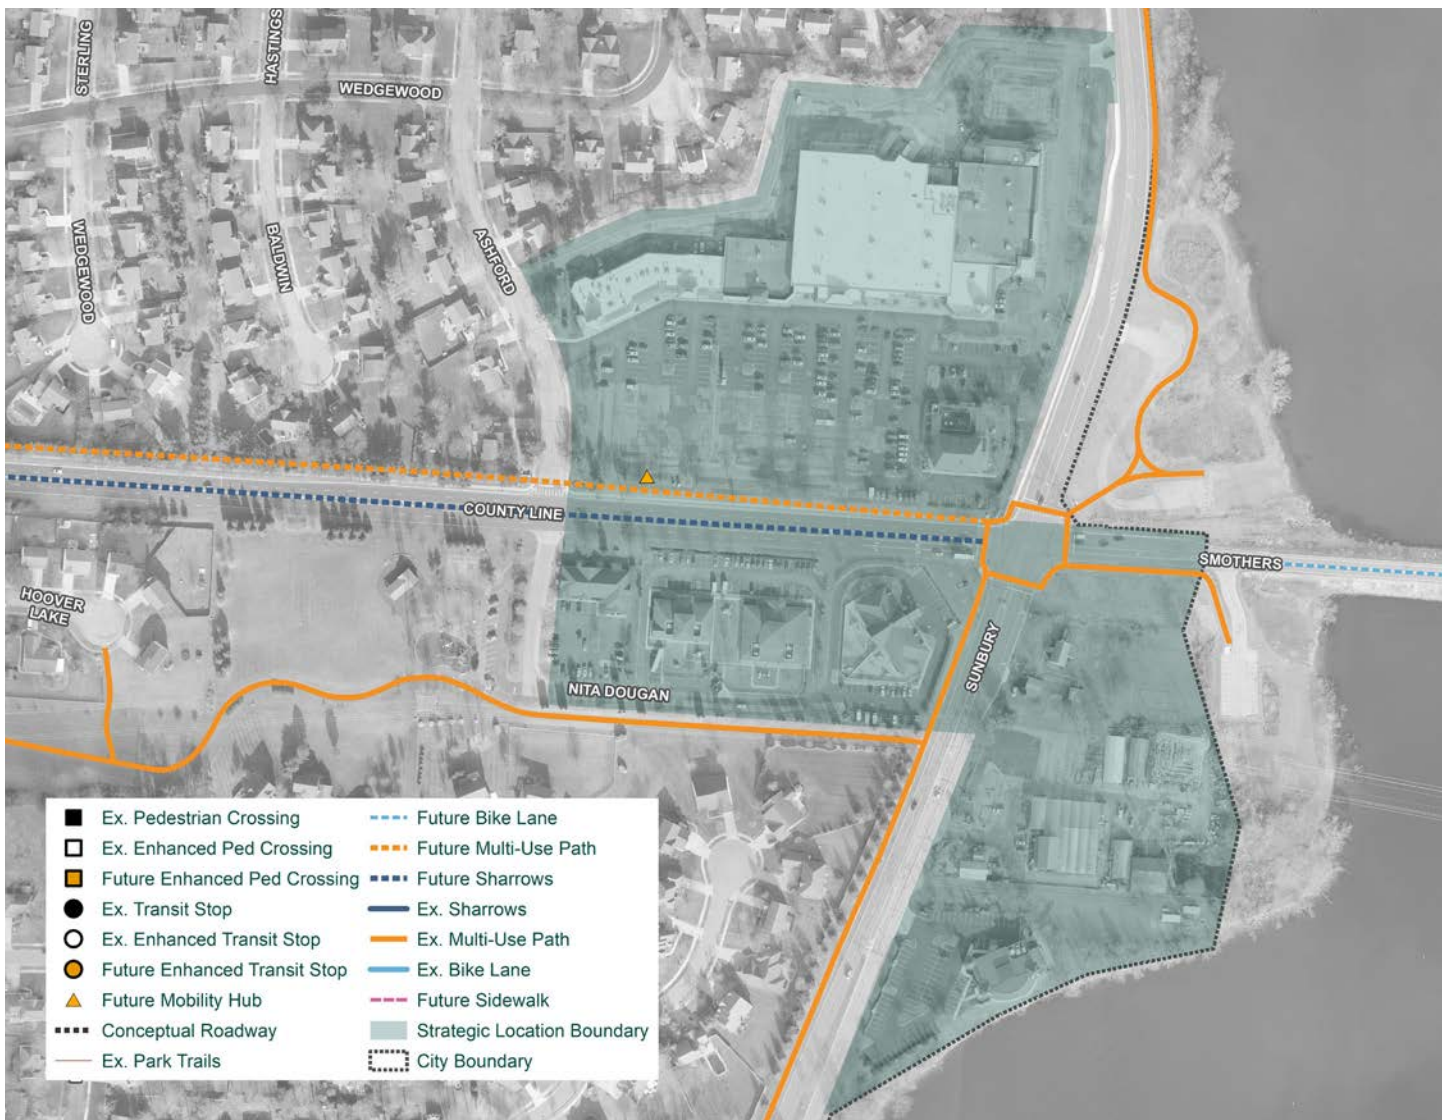 STERLING
HASTINGS
WEDGEWOOD
WEDGEWOOD
BALDWIN
ASHFORD
COUNTY LINE
SMOTHERS
HOOVER
LAKE
SUNBURY
NITA DOUGAN
Ex. Pedestrian Crossing
Ex. Enhanced Ped Crossing
Future Enhanced Ped Crossing
Ex. Transit Stop
Ex. Enhanced Transit Stop
Future Enhanced Transit Stop
Future Mobility Hub
Conceptual Roadway
Ex. Park Trails
Future Bike Lane
Future Multi-Use Path
Future Sharrows
Ex. Sharrows
Ex. Multi-Use Path
Ex. Bike Lane
Future Sidewalk
Strategic Location Boundary
City Boundary